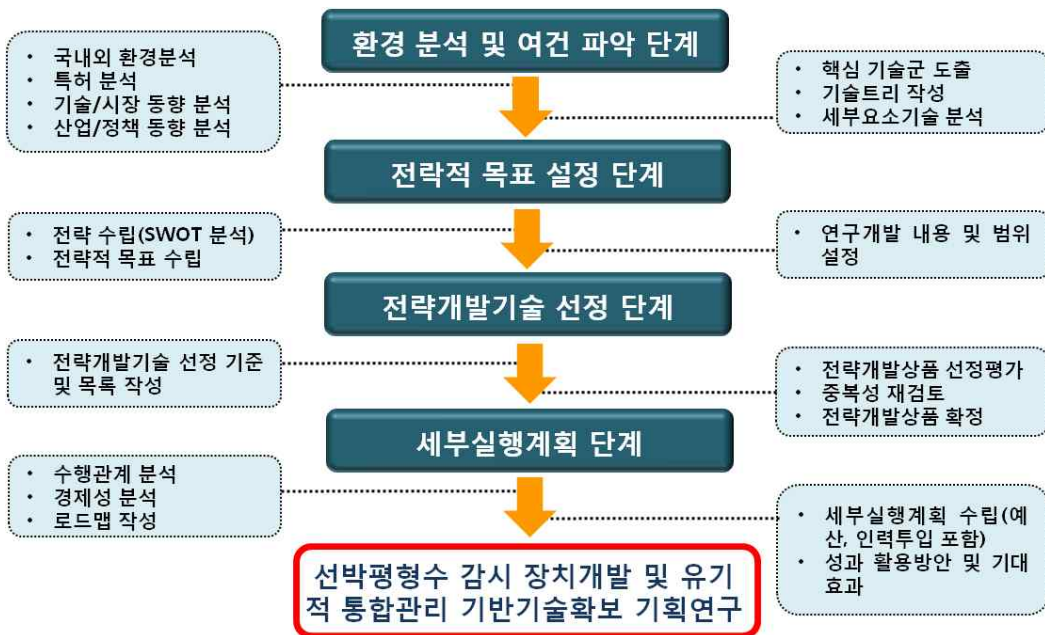 환경 분석 및 여건 파악 단계
• 국내외 환경분석
• 특허 분석
• 기술/시장 동향 분석
• 산업/정책 동향 분석
• 핵심 기술군 도출
• 기술트리 작성
• 세부요소기술 분석
전략적 목표 설정 단계
• 전략 수립(SWOT 분석)
• 전략적 목표 수립
• 연구개발 내용 및 범위
설정
전략개발기술 선정 단계
• 전략개발기술 선정 기준
및 목록 작성
• 전략개발상품 선정평가
• 중복성 재검토
• 전략개발상품 확정
세부실행계획 단계
• 수행관계 분석
• 경제성 분석
• 로드맵 작성
• 세부실행계획 수립(예
산, 인력투입 포함)
• 성과 활용방안 및 기대
효과
선박평형수 감시 장치개발 및 유기
적 통합관리 기반기술확보 기획연구